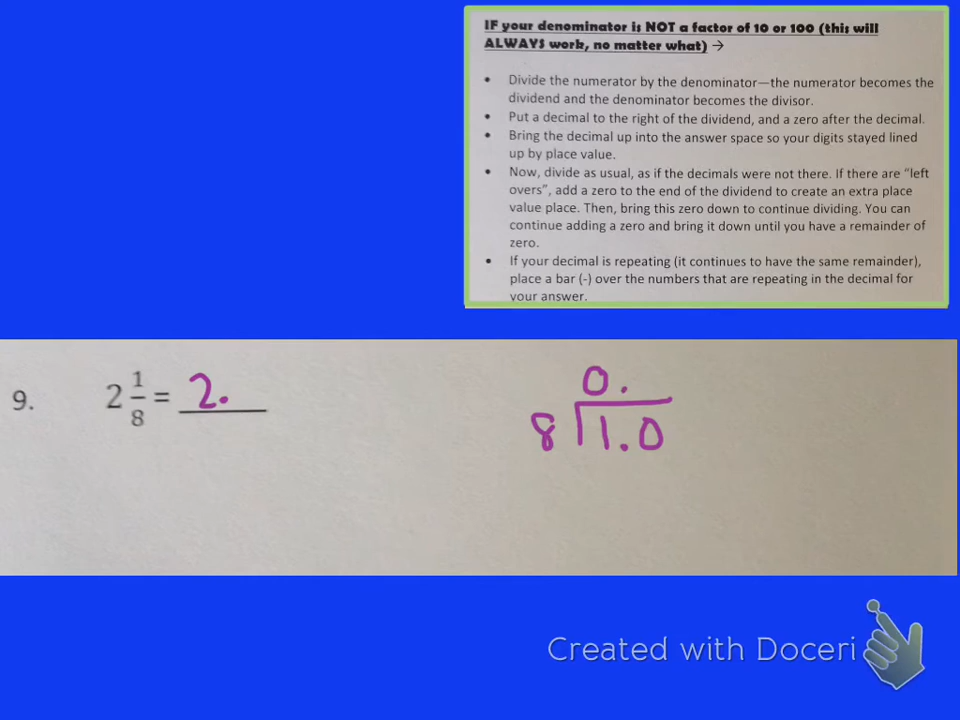 IF your denominator is NOT a factor of 10 or 100 (this will
ALWAYS work, no matter what) →
• Divide the numerator by the denominator—the numerator becomes the
dividend and the denominator becomes the divisor.
• Put a decimal to the right of the dividend, and a zero after the decimal.
• Bring the decimal up into the answer space so your digits stayed lined
up by place value.
• Now, divide as usual, as if the decimals were not there. If there are “left
overs”, add a zero to the end of the dividend to create an extra place
value place. Then, bring this zero down to continue dividing. You can
continue adding a zero and bring it down until you have a remainder of
zero.
• If your decimal is repeating (it continues to have the same remainder),
place a bar (-) over the numbers that are repeating in the decimal for
your answer.
9. 2 1/8 = 2.
0.
8 1.0
Created with Doceri